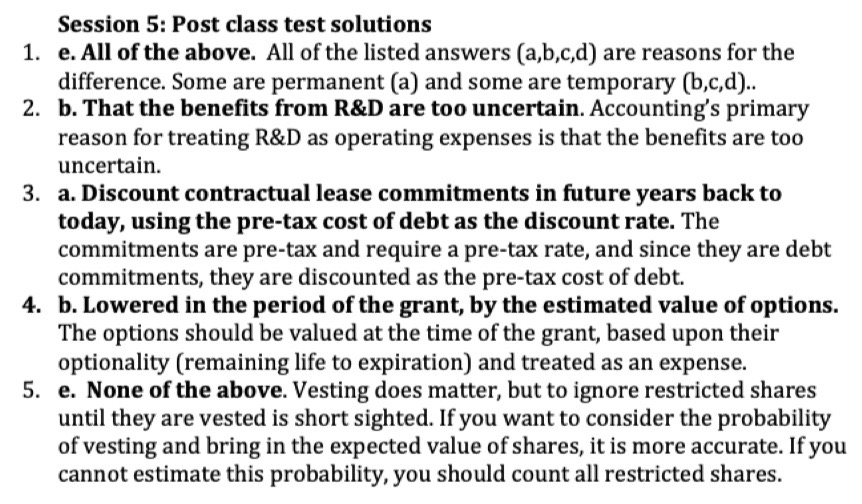 Session 5: Post class test solutions
1. e. All of the above. All of the listed answers (a,b,c,d) are reasons for the
difference. Some are permanent (a) and some are temporary (b,c,d)..
2. b. That the benefits from R&D are too uncertain. Accounting's primary
reason for treating R&D as operating expenses is that the benefits are too
uncertain.
3. a. Discount contractual lease commitments in future years back to
today, using the pre-tax cost of debt as the discount rate. The
commitments are pre-tax and require a pre-tax rate, and since they are debt
commitments, they are discounted as the pre-tax cost of debt.
4. b. Lowered in the period of the grant, by the estimated value of options.
The options should be valued at the time of the grant, based upon their
optionality (remaining life to expiration) and treated as an expense.
5. e. None of the above. Vesting does matter, but to ignore restricted shares
until they are vested is short sighted. If you want to consider the probability
of vesting and bring in the expected value of shares, it is more accurate. If you
cannot estimate this probability, you should count all restricted shares.